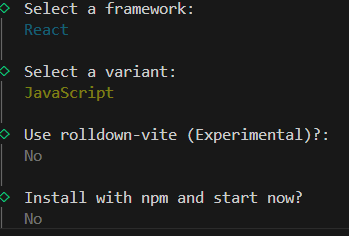 Select a framework:
React
Select a variant:
JavaScript
Use rolldown-vite (Experimental)?:
No
Install with npm and start now?
No